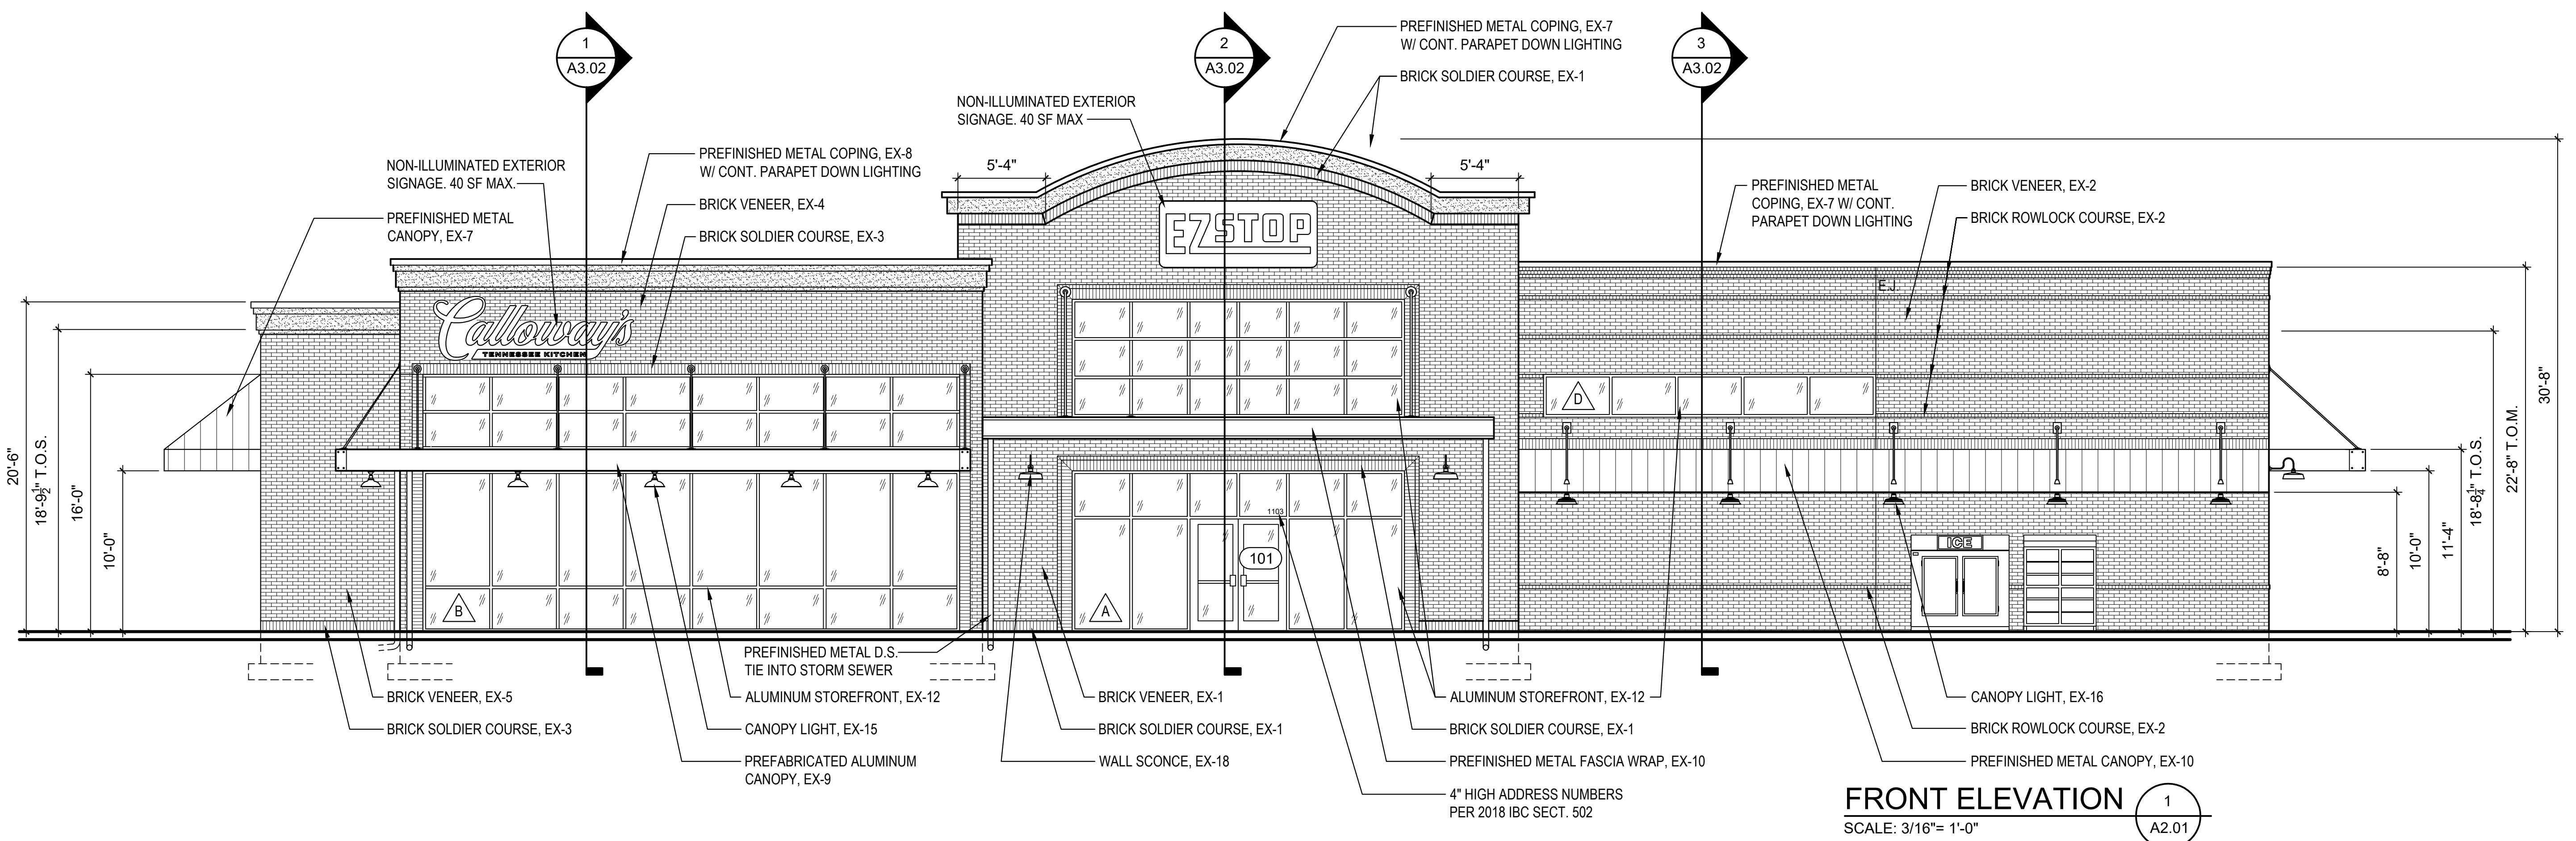 1
A3.02
2
A3.02
3
A3.02
PREFINISHED METAL COPING, EX-7
W/ CONT. PARAPET DOWN LIGHTING
BRICK SOLDIER COURSE, EX-1
NON-ILLUMINATED EXTERIOR
SIGNAGE. 40 SF MAX
NON-ILLUMINATED EXTERIOR
SIGNAGE. 40 SF MAX.
PREFINISHED METAL
CANOPY, EX-7
PREFINISHED METAL COPING, EX-8
W/ CONT. PARAPET DOWN LIGHTING
BRICK VENEER, EX-4
BRICK SOLDIER COURSE, EX-3
5'-4"
5'-4"
PREFINISHED METAL
COPING, EX-7 W/ CONT.
PARAPET DOWN LIGHTING
BRICK VENEER, EX-2
BRICK ROWLOCK COURSE, EX-2
EZSTOP
E.J.
Calloway's
TENNESSEE KITCHEN
D
20'-6"
18'-9½" T.O.S.
16'-0"
10'-0"
8'-8"
10'-0"
11'-4"
18'-8¼" T.O.S.
22'-8" T.O.M.
30'-8"
1103
101
ICE
B
A
PREFINISHED METAL D.S.
TIE INTO STORM SEWER
BRICK VENEER, EX-5
BRICK SOLDIER COURSE, EX-3
ALUMINUM STOREFRONT, EX-12
CANOPY LIGHT, EX-15
PREFABRICATED ALUMINUM
CANOPY, EX-9
BRICK VENEER, EX-1
BRICK SOLDIER COURSE, EX-1
WALL SCONCE, EX-18
ALUMINUM STOREFRONT, EX-12
BRICK SOLDIER COURSE, EX-1
PREFINISHED METAL FASCIA WRAP, EX-10
4" HIGH ADDRESS NUMBERS
PER 2018 IBC SECT. 502
CANOPY LIGHT, EX-16
BRICK ROWLOCK COURSE, EX-2
PREFINISHED METAL CANOPY, EX-10
FRONT ELEVATION
SCALE: 3/16"= 1'-0"
1
A2.01